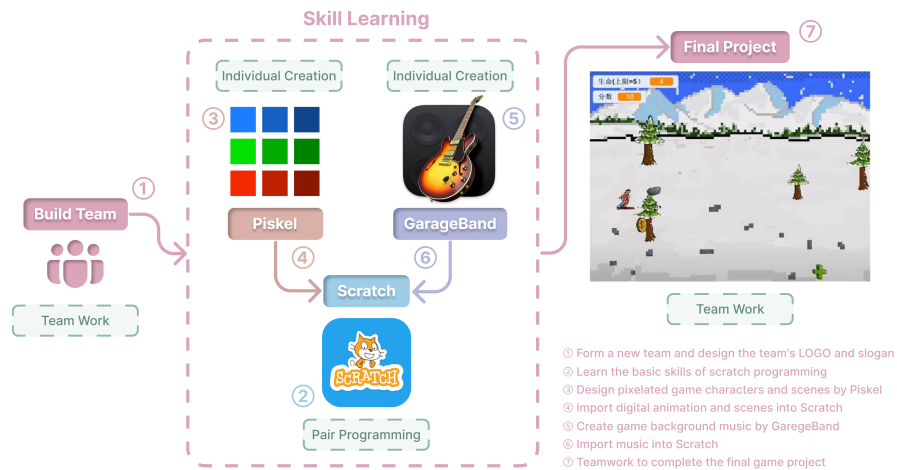 Skill Learning
⑦
Final Project
Individual Creation
Individual Creation
生命(上限=5)
4
分数
10
③
⑤
①
Build Team
Piskel
GarageBand
④
⑥
Scratch
Team Work
Team Work
SCRATCH
②
Pair Programming
① Form a new team and design the team's LOGO and slogan
② Learn the basic skills of scratch programming
③ Design pixelated game characters and scenes by Piskel
④ Import digital animation and scenes into Scratch
⑤ Create game background music by GaregeBand
⑥ Import music into Scratch
⑦ Teamwork to complete the final game project